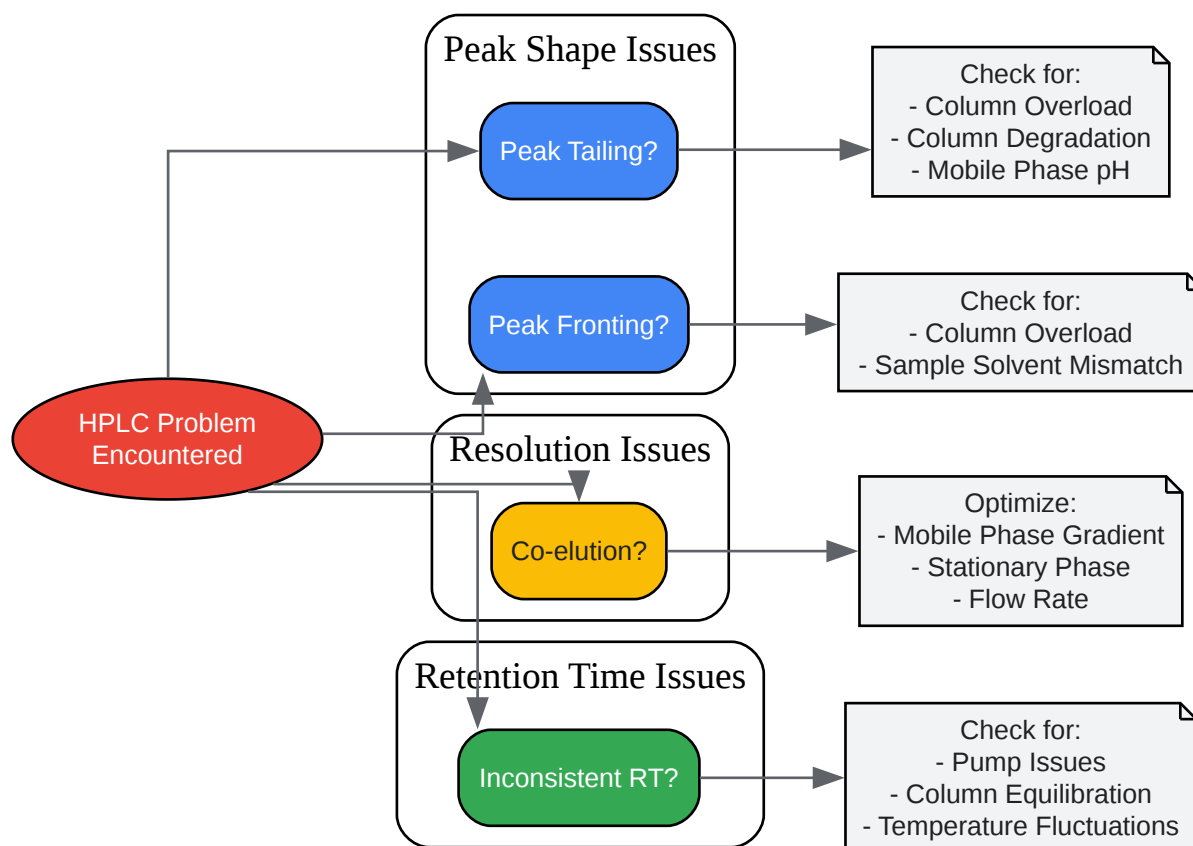 HPLC Problem
Encountered
Peak Shape Issues
Peak Tailing?
Check for:
- Column Overload
- Column Degradation
- Mobile Phase pH
Peak Fronting?
Check for:
- Column Overload
- Sample Solvent Mismatch
Resolution Issues
Co-elution?
Optimize:
- Mobile Phase Gradient
- Stationary Phase
- Flow Rate
Retention Time Issues
Inconsistent RT?
Check for:
- Pump Issues
- Column Equilibration
- Temperature Fluctuations